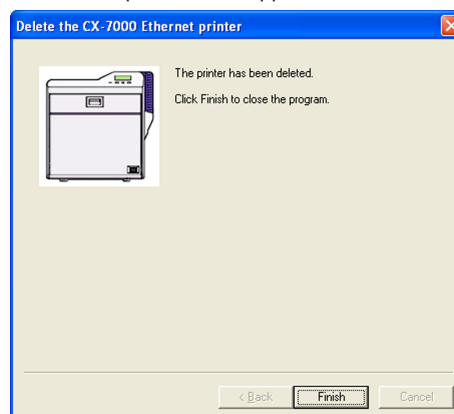 Delete the CX-7000 Ethernet printer
The printer has been deleted.
Click Finish to close the program.
< Back
Finish
Cancel